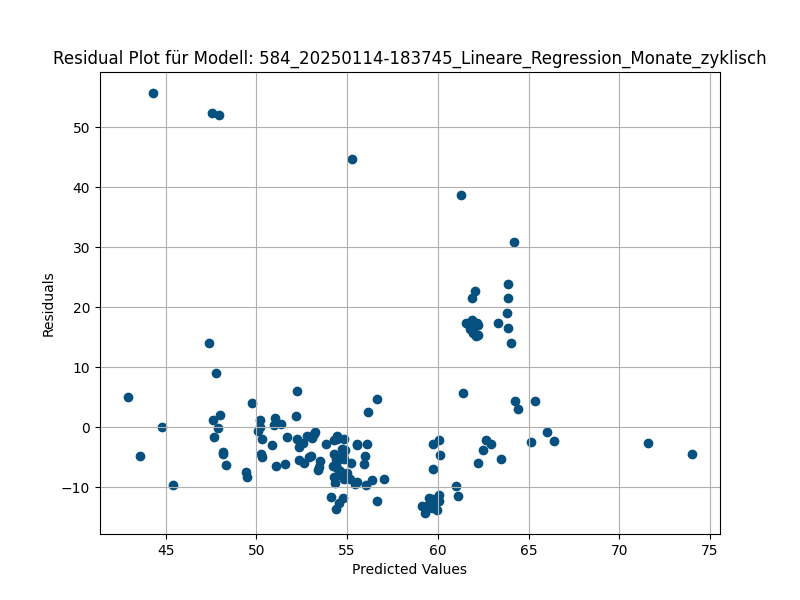 Residual Plot für Modell: 584_20250114-183745_Lineare_Regression_Monate_zyklisch
50
40
30
20
10
0
−10
Residuals
45 50 55 60 65 70 75
Predicted Values